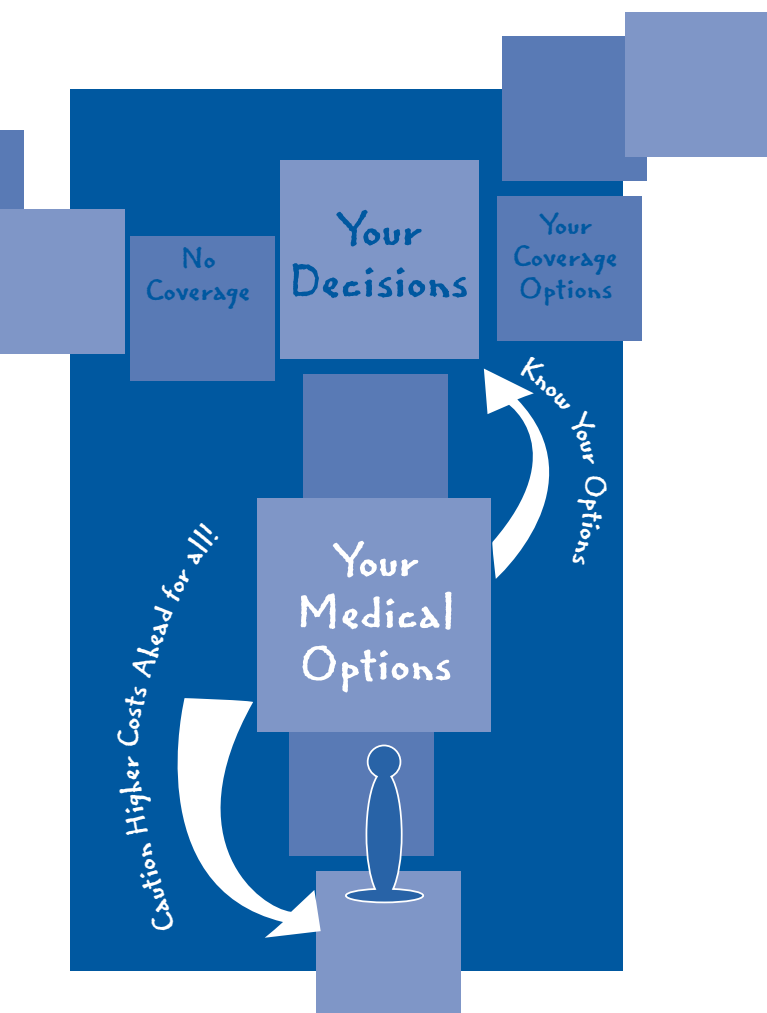 Your
Decisions
No
Coverage
Your
Coverage
Options
Know Your Options
Your
Medical
Options
Caution Higher Costs Ahead for all!